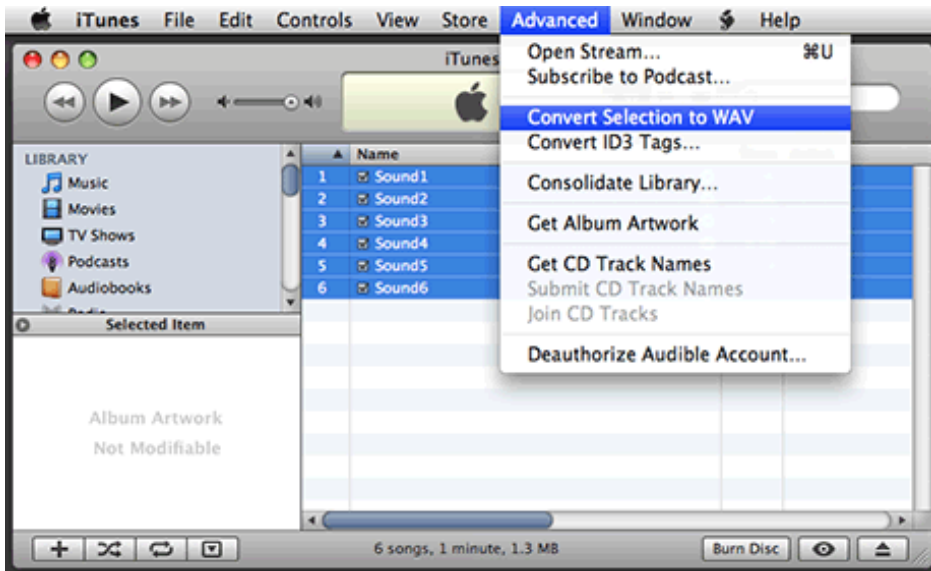 iTunes File Edit Controls View Store Advanced Window Help
iTunes
Open Stream... ⌘U
Subscribe to Podcast...
Convert Selection to WAV
Convert ID3 Tags...
Consolidate Library...
Get Album Artwork
Get CD Track Names
Submit CD Track Names
Join CD Tracks
Deauthorize Audible Account...
LIBRARY
Music
Movies
TV Shows
Podcasts
Audiobooks
Name
1 Sound1
2 Sound2
3 Sound3
4 Sound4
5 Sound5
6 Sound6
Selected Item
Album Artwork
Not Modifiable
6 songs, 1 minute, 1.3 MB
Burn Disc